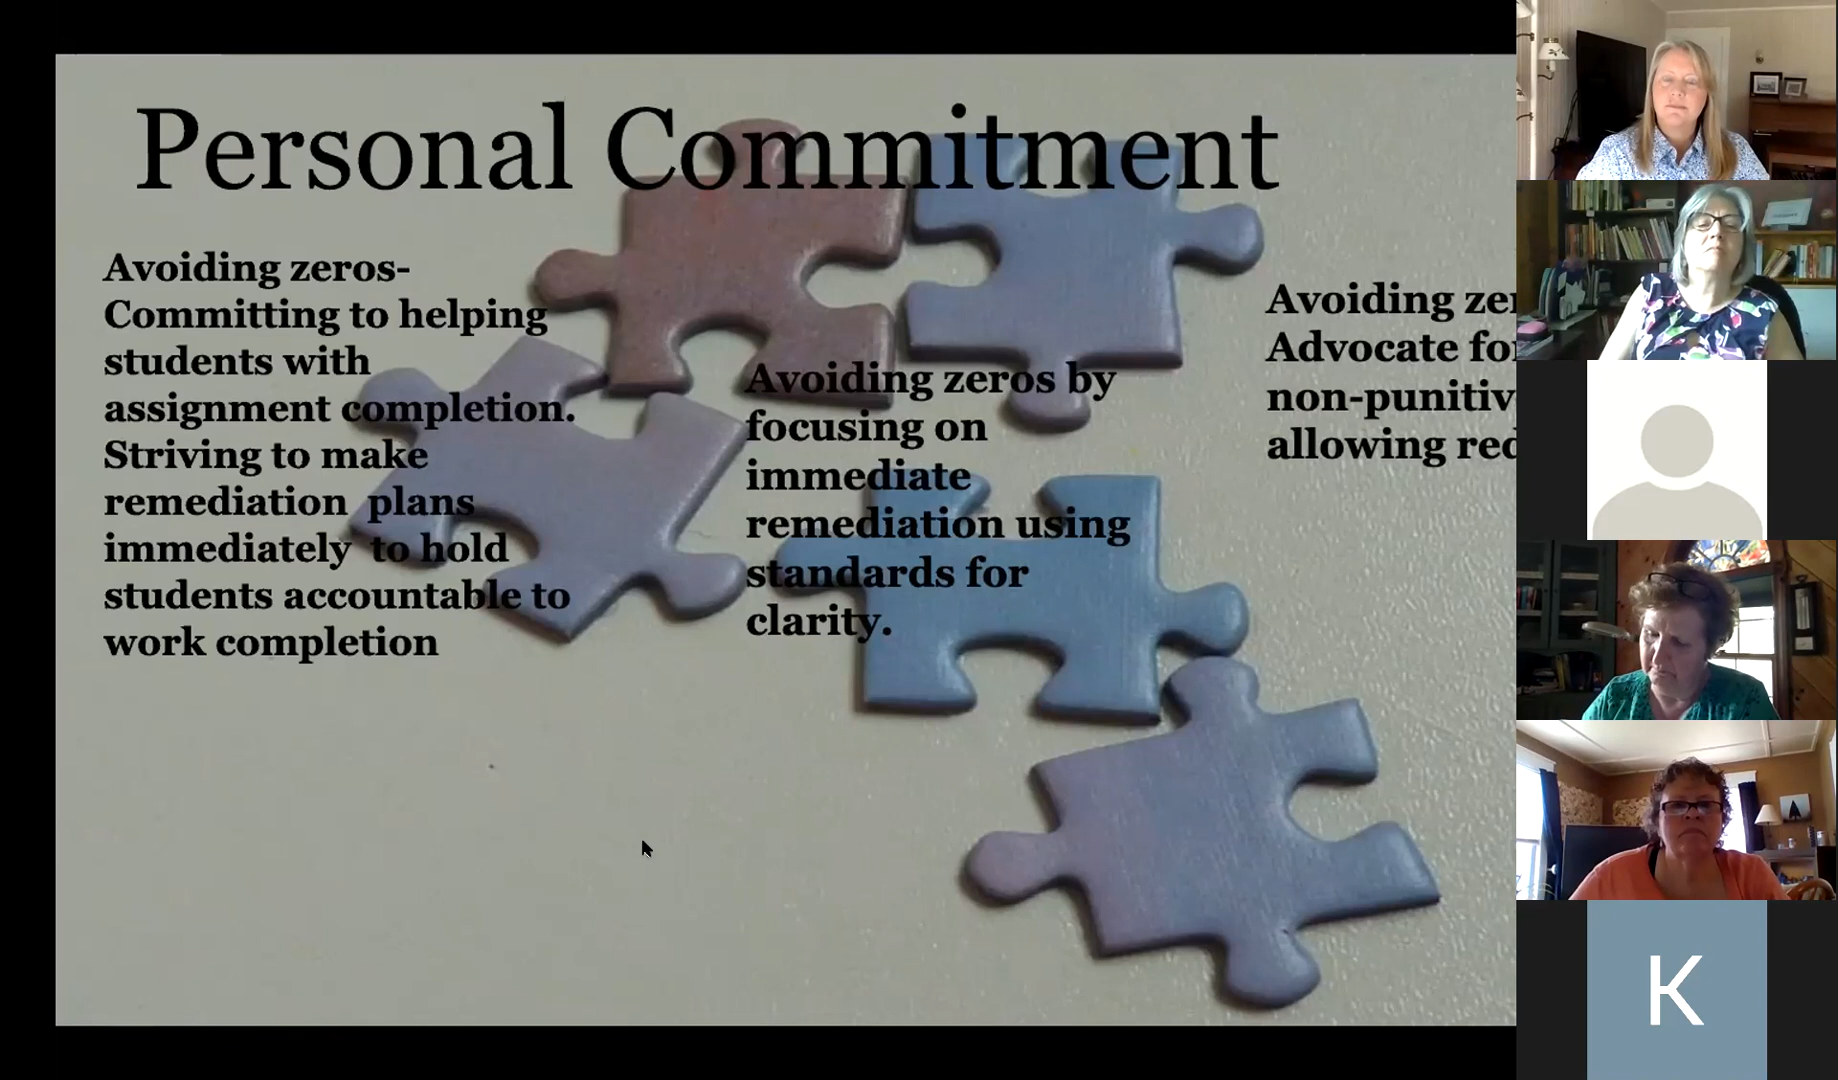 Personal Commitment
Avoiding zeros-
Committing to helping
students with
assignment completion.
Striving to make
remediation plans
immediately to hold
students accountable to
work completion
Avoiding zeros by
focusing on
immediate
remediation using
standards for
clarity.
Avoiding
Advocate
allowing
K